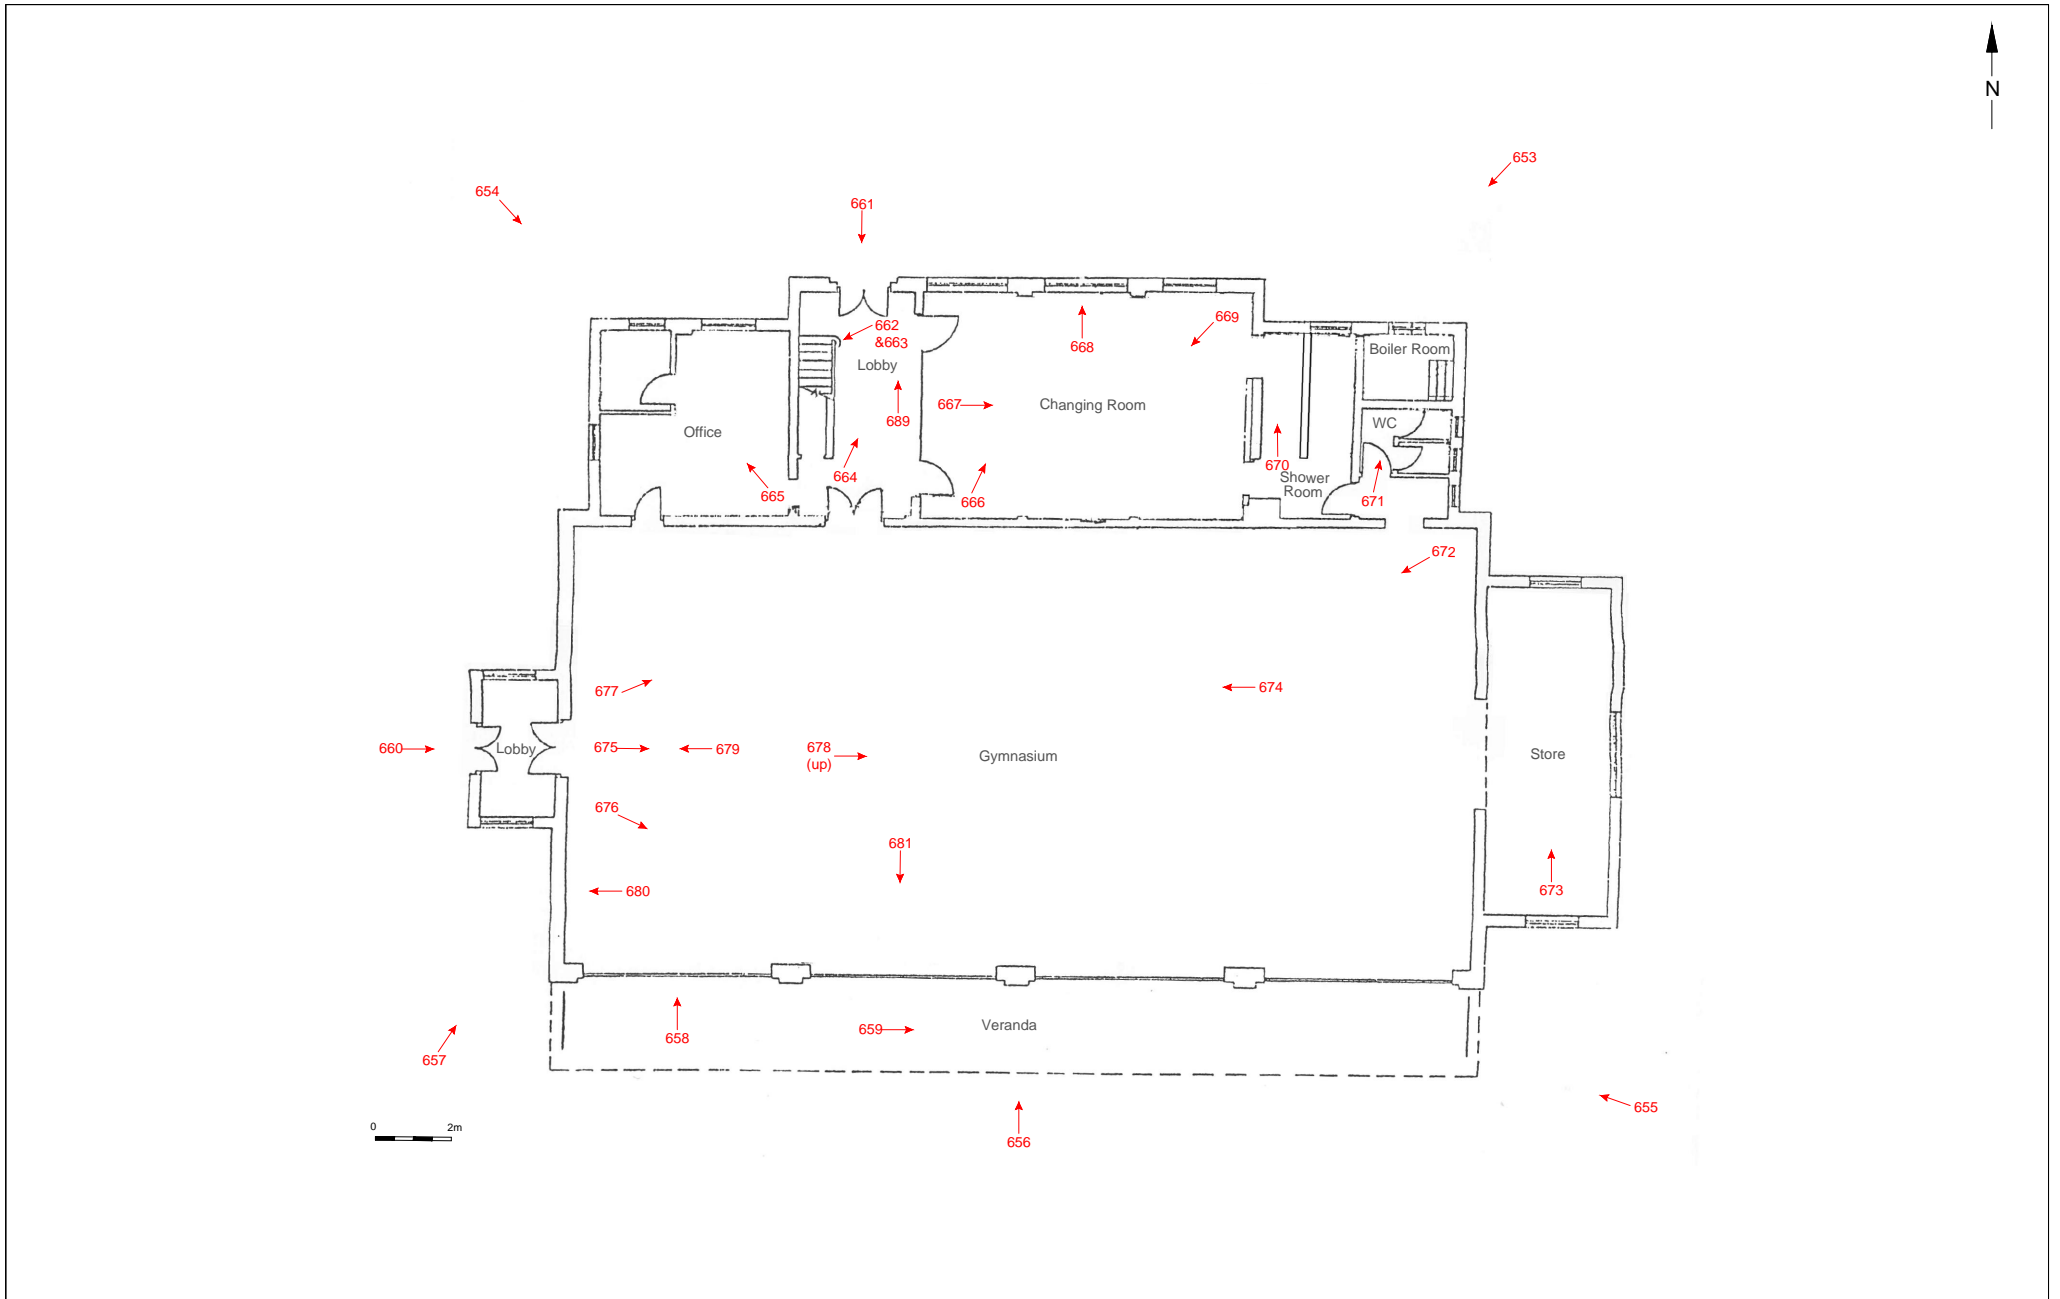 N
653
654
661
662
&663
669
668
Boiler Room
Lobby
667
Changing Room
689
WC
Office
664
665
666
670
Shower
Room
671
672
677
674
660
Lobby
675
679
678
(up)
Gymnasium
Store
676
681
680
673
658
659
Veranda
657
655
0 2m
656